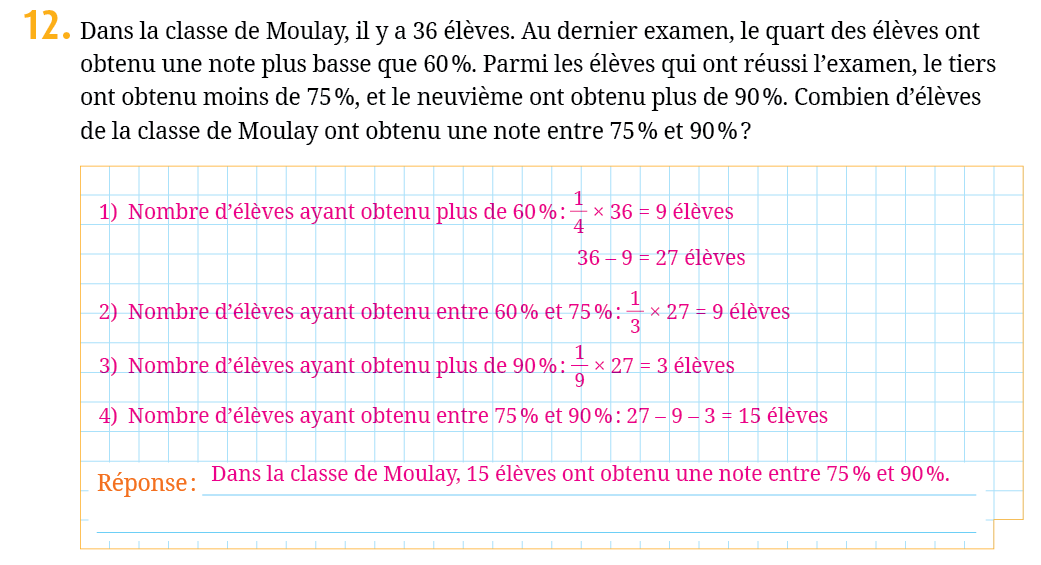 12. Dans la classe de Moulay, il y a 36 élèves. Au dernier examen, le quart des élèves ont
obtenu une note plus basse que 60 %. Parmi les élèves qui ont réussi l’examen, le tiers
ont obtenu moins de 75 %, et le neuvième ont obtenu plus de 90 %. Combien d’élèves
de la classe de Moulay ont obtenu une note entre 75 % et 90 % ?
1) Nombre d’élèves ayant obtenu plus de 60 % : 1/4 × 36 = 9 élèves
36 – 9 = 27 élèves
2) Nombre d’élèves ayant obtenu entre 60 % et 75 % : 1/3 × 27 = 9 élèves
3) Nombre d’élèves ayant obtenu plus de 90 % : 1/9 × 27 = 3 élèves
4) Nombre d’élèves ayant obtenu entre 75 % et 90 % : 27 – 9 – 3 = 15 élèves
Réponse : Dans la classe de Moulay, 15 élèves ont obtenu une note entre 75 % et 90 %.